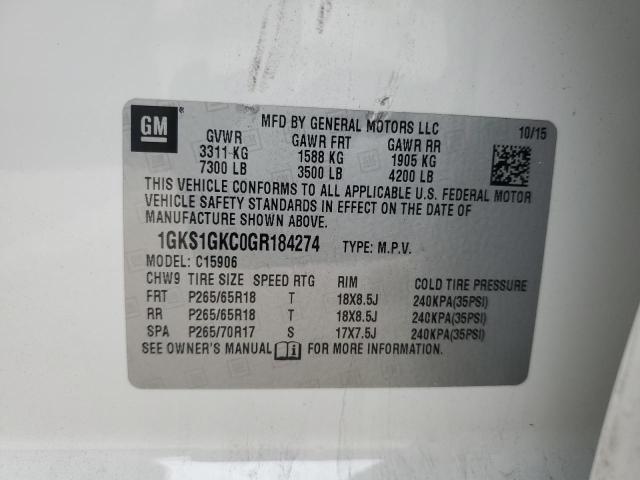 GM ®
MFD BY GENERAL MOTORS LLC 10/15
GVWR GAWR FRT GAWR RR
3311 KG 1588 KG 1905 KG
7300 LB 3500 LB 4200 LB
THIS VEHICLE CONFORMS TO ALL APPLICABLE U.S. FEDERAL MOTOR
VEHICLE SAFETY STANDARDS IN EFFECT ON THE DATE OF
MANUFACTURE SHOWN ABOVE.
1GKS1GKC0GR184274 TYPE: M.P.V.
MODEL: C15906
CHW9 TIRE SIZE SPEED RTG RIM COLD TIRE PRESSURE
FRT P265/65R18 T 18X8.5J 240KPA(35PSI)
RR P265/65R18 T 18X8.5J 240KPA(35PSI)
SPA P265/70R17 S 17X7.5J 240KPA(35PSI)
SEE OWNER'S MANUAL i FOR MORE INFORMATION.